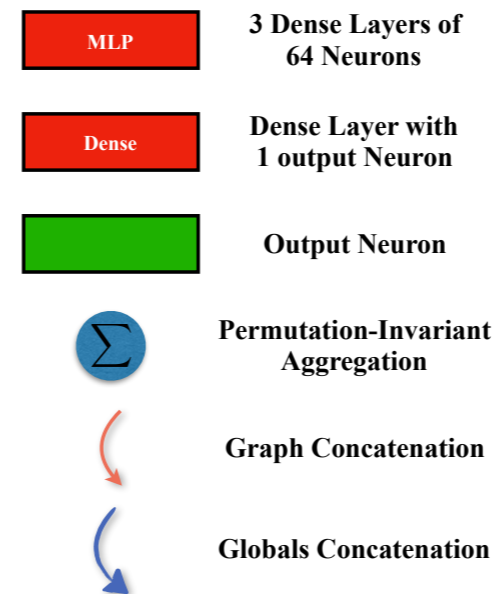 MLP
3 Dense Layers of
64 Neurons
Dense
Dense Layer with
1 output Neuron
Output Neuron
Σ
Permutation-Invariant
Aggregation
Graph Concatenation
Globals Concatenation